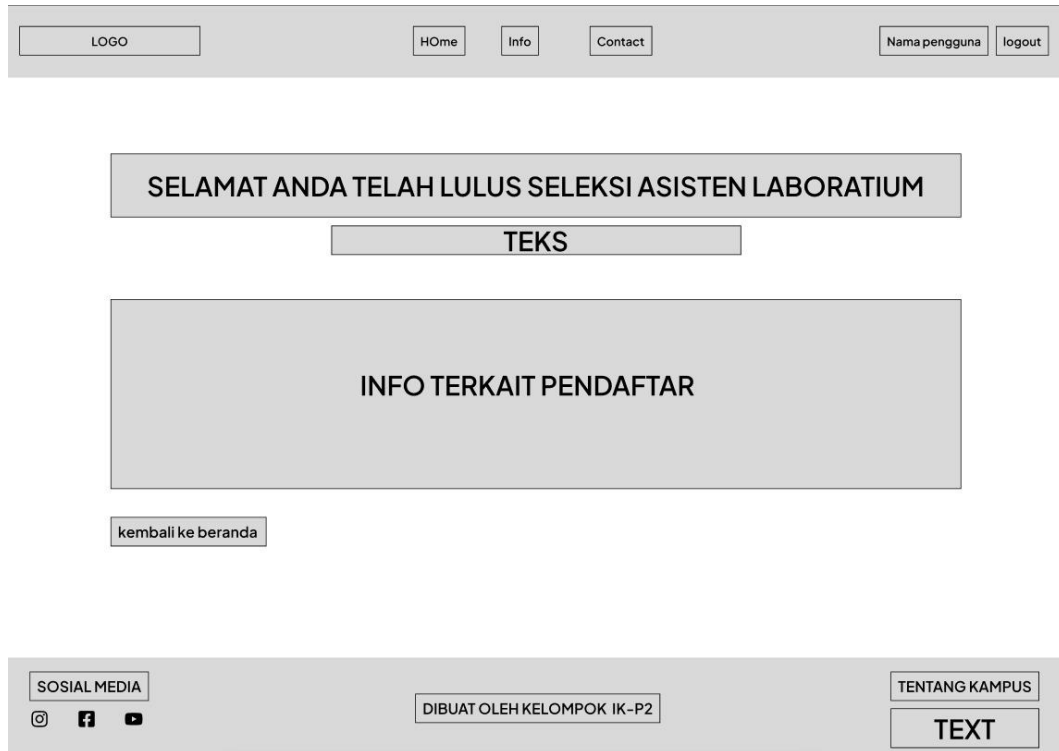 LOGO
HOme
Info
Contact
Nama pengguna
logout
SELAMAT ANDA TELAH LULUS SELEKSI ASISTEN LABORATIUM
TEKS
INFO TERKAIT PENDAFTAR
kembali ke beranda
SOSIAL MEDIA
DIBUAT OLEH KELOMPOK IK-P2
TENTANG KAMPUS
TEXT